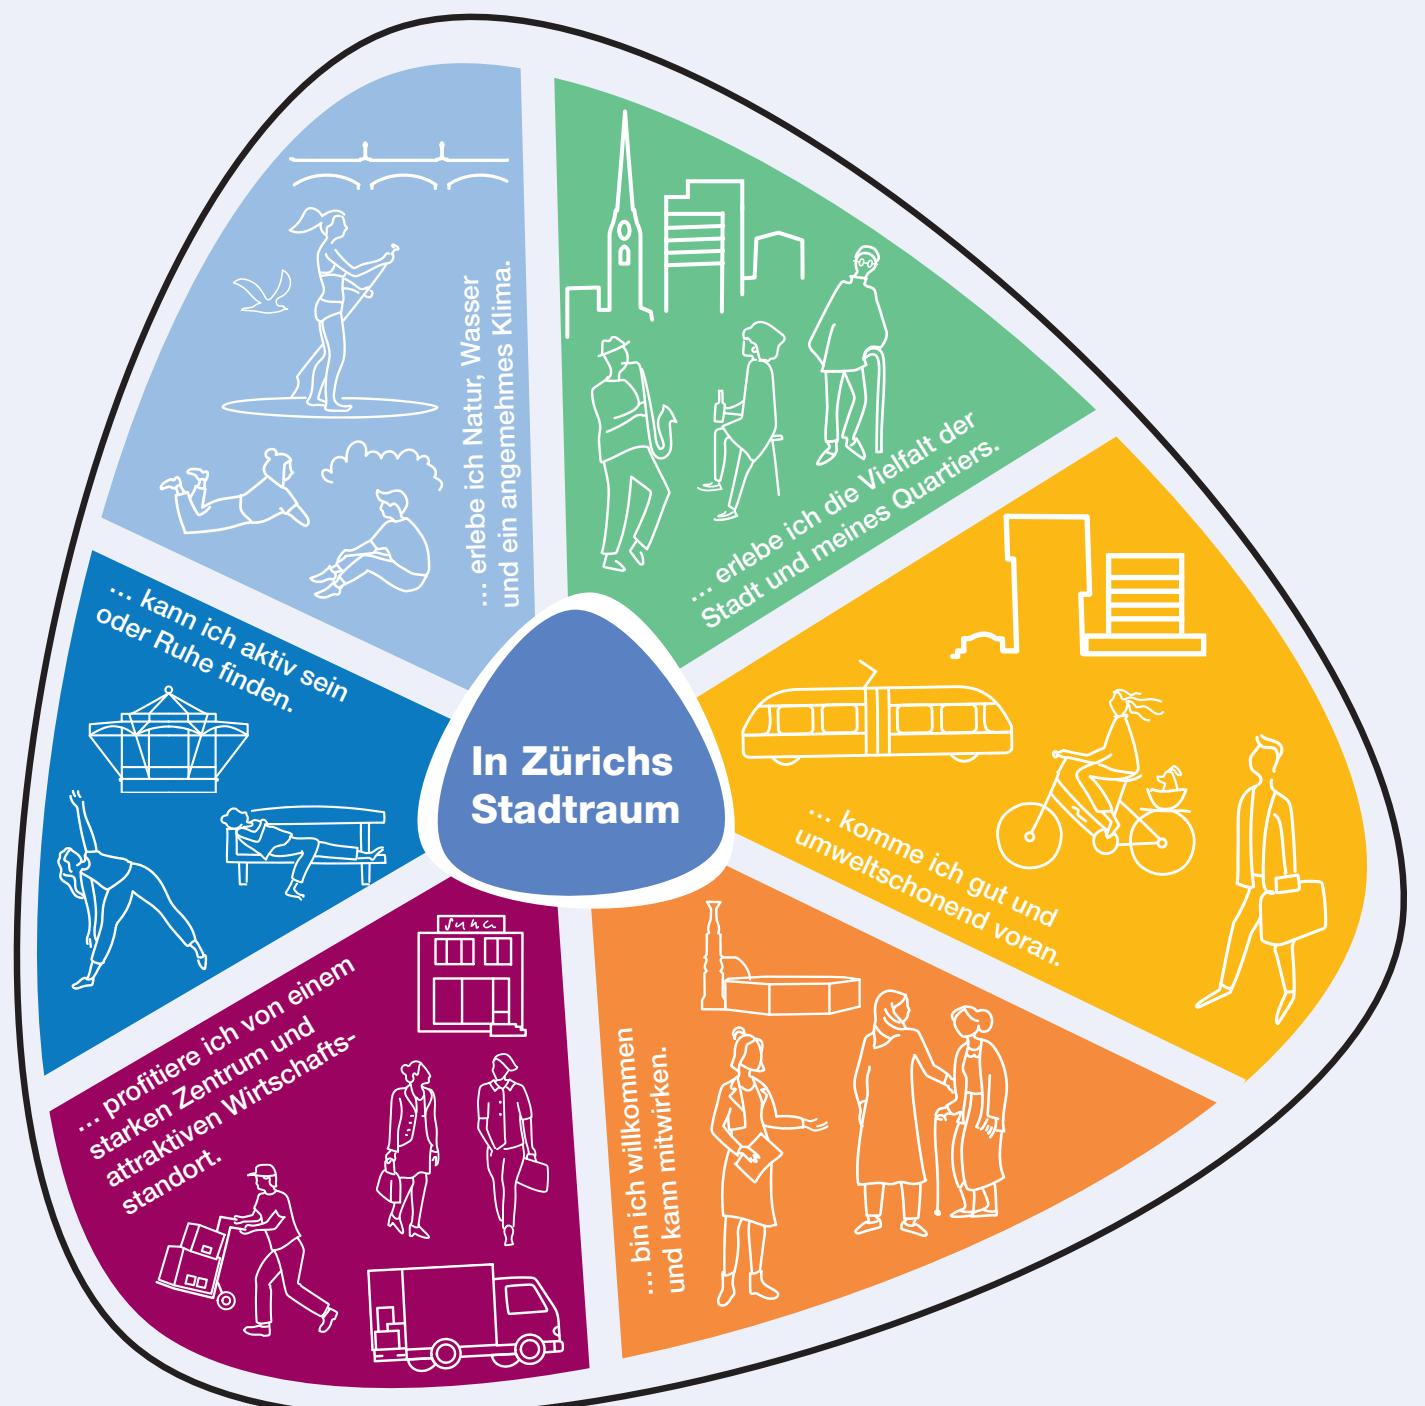 In Zürichs
Stadtraum
... erlebe ich die Vielfalt der
Stadt und meines Quartiers.
... komme ich gut und
umweltschonend voran.
... bin ich willkommen
und kann mitwirken.
... profitiere ich von einem
starken Zentrum und
attraktiven Wirtschafts-
standort.
... kann ich aktiv sein
oder Ruhe finden.
... erlebe ich Natur, Wasser
und ein angemehmes Klima.